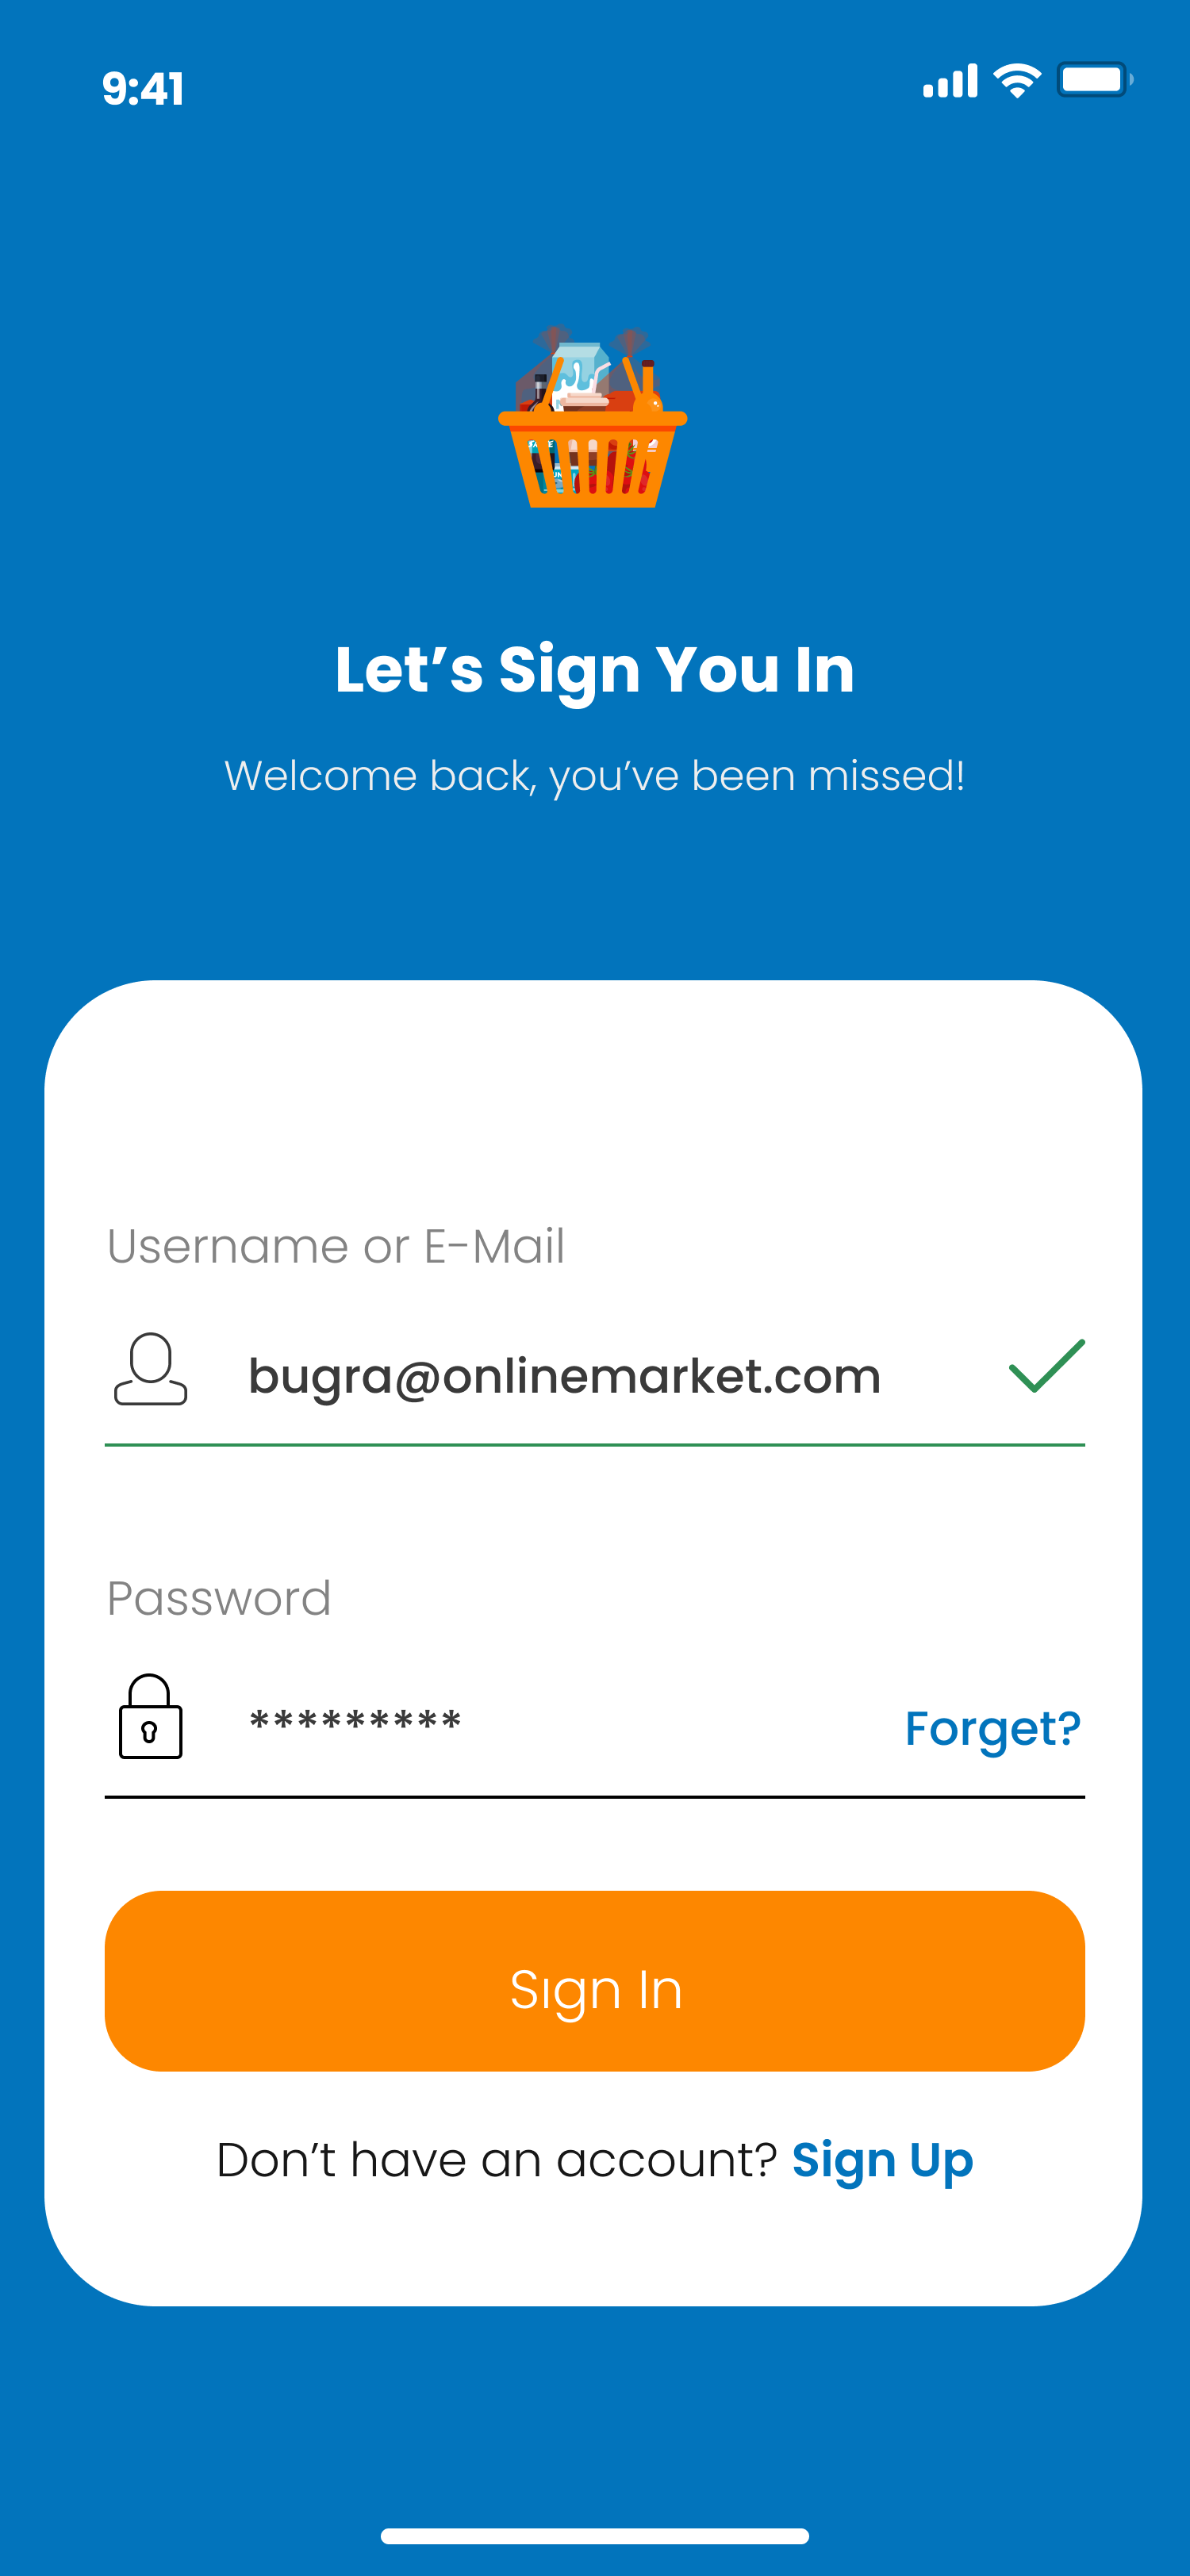 9:41
Let’s Sign You In
Welcome back, you’ve been missed!
Username or E-Mail
bugra@onlinemarket.com
Password
*********
Forget?
Sıgn In
Don’t have an account? Sign Up